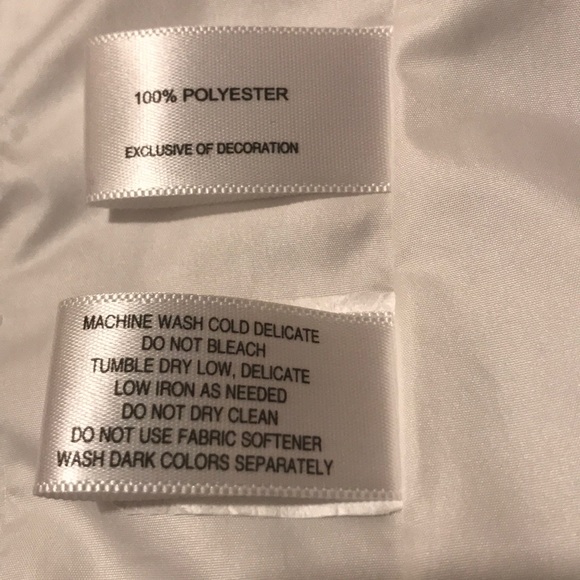 100% POLYESTER
EXCLUSIVE OF DECORATION
MACHINE WASH COLD DELICATE
DO NOT BLEACH
TUMBLE DRY LOW, DELICATE
LOW IRON AS NEEDED
DO NOT DRY CLEAN
DO NOT USE FABRIC SOFTENER
WASH DARK COLORS SEPARATELY